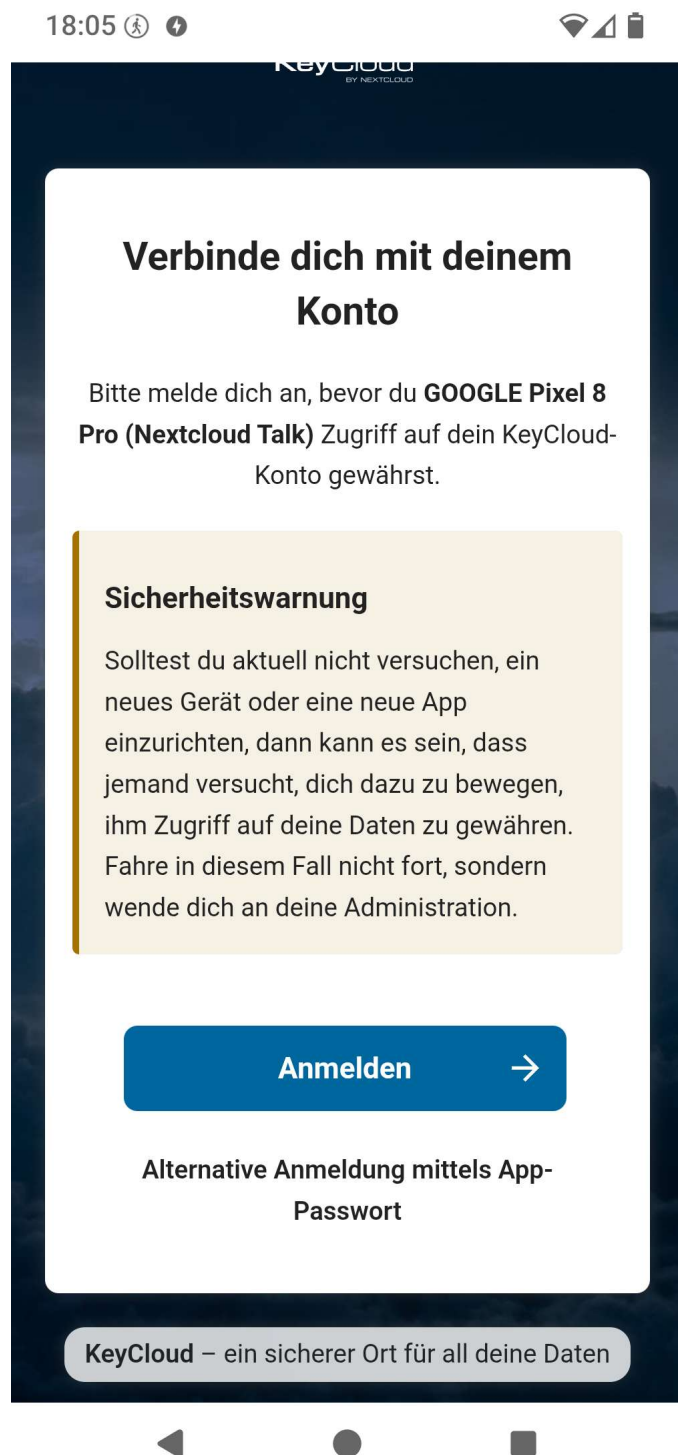 18:05
KeyCloud
BY NEXTCLOUD
Verbinde dich mit deinem
Konto
Bitte melde dich an, bevor du GOOGLE Pixel 8
Pro (Nextcloud Talk) Zugriff auf dein KeyCloud-
Konto gewährst.
Sicherheitswarnung
Solltest du aktuell nicht versuchen, ein
neues Gerät oder eine neue App
einzurichten, dann kann es sein, dass
jemand versucht, dich dazu zu bewegen,
ihm Zugriff auf deine Daten zu gewähren.
Fahre in diesem Fall nicht fort, sondern
wende dich an deine Administration.
Anmelden
Alternative Anmeldung mittels App-
Passwort
KeyCloud – ein sicherer Ort für all deine Daten